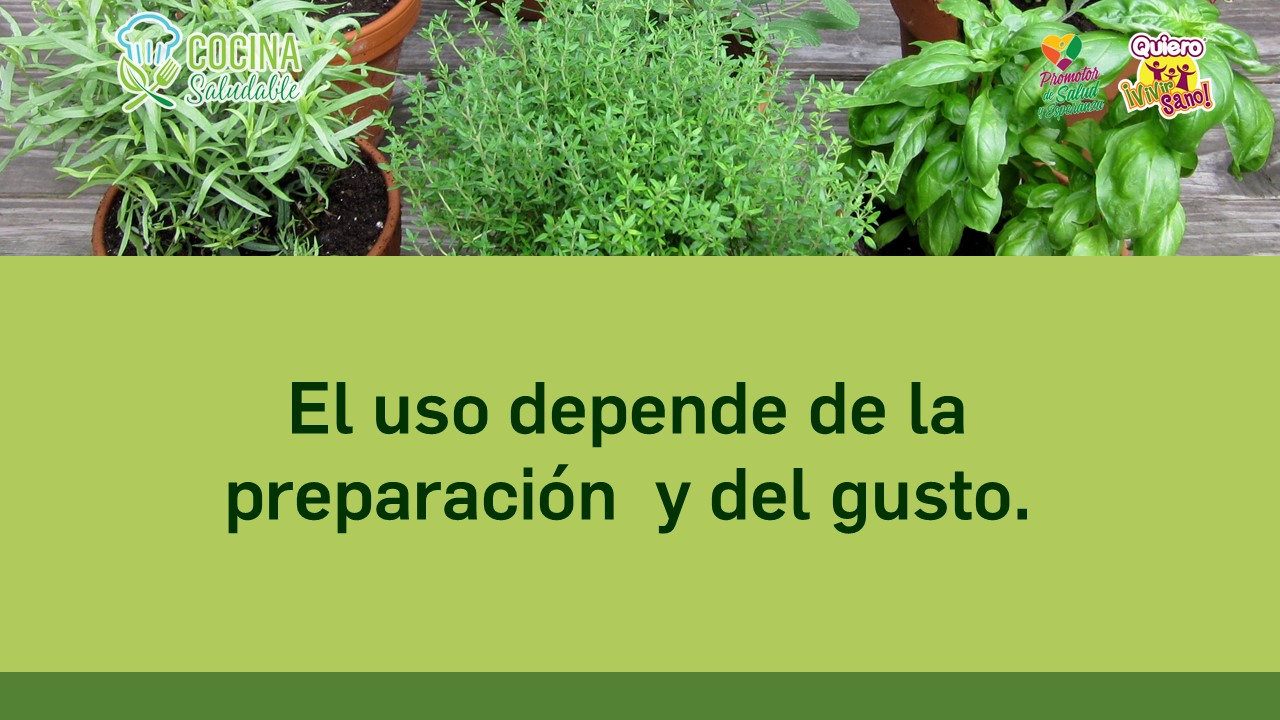 COCINA
Saludable
Promotor
de Salud
y Esperanza
Quiero
¡Vivir
Sano!
El uso depende de la
preparación y del gusto.